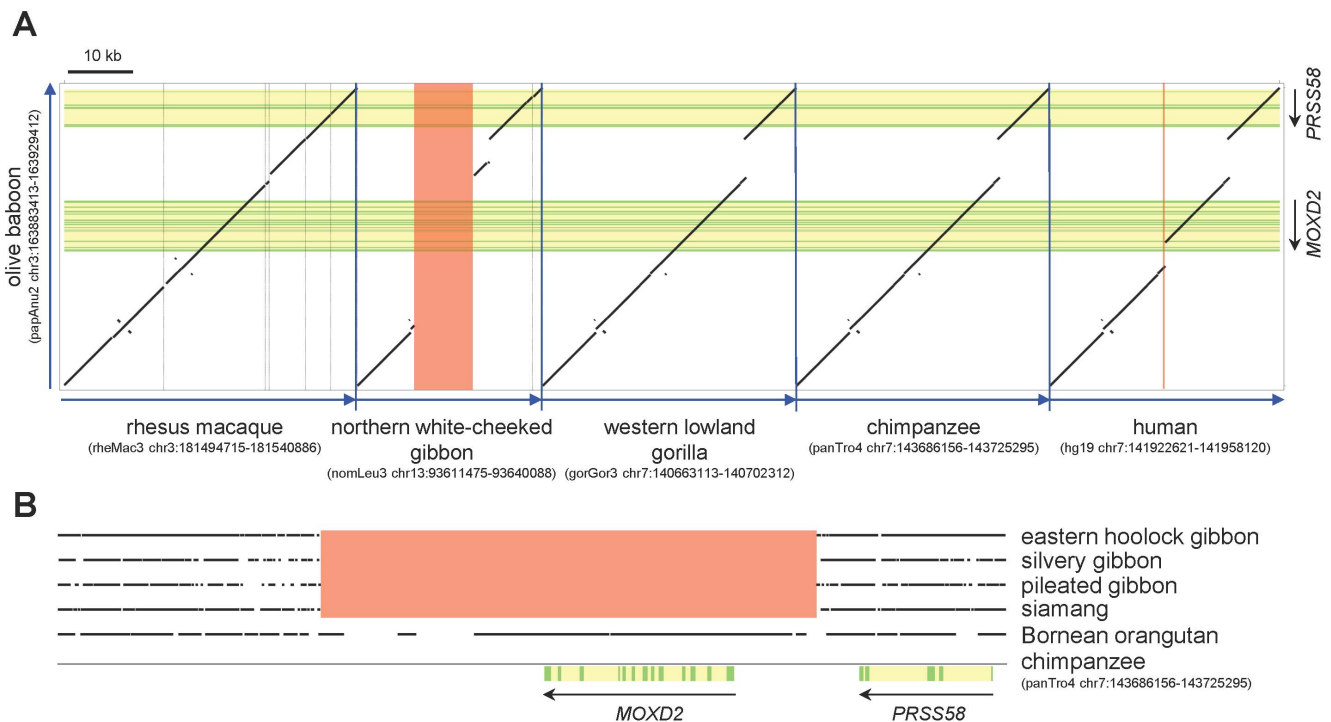 A
10 kb
olive baboon
(papAnu2 chr3:163883413-163929412)
PRSS58
MOXD2
rhesus macaque
(rheMac3 chr3:181494715-181540886)
northern white-cheeked
gibbon
(nomLeu3 chr13:93611475-93640088)
western lowland
gorilla
(gorGor3 chr7:140663113-140702312)
chimpanzee
(panTro4 chr7:143686156-143725295)
human
(hg19 chr7:141922621-141958120)
B
eastern hoolock gibbon
silvery gibbon
pileated gibbon
siamang
Bornean orangutan
chimpanzee
(panTro4 chr7:143686156-143725295)
MOXD2
PRSS58